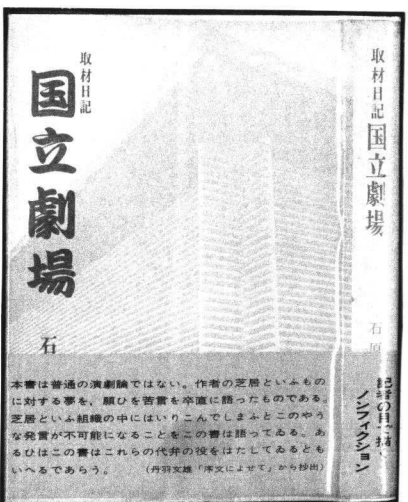 取材日記
国立劇場
石
本書は普通の演劇論ではない。作者の芝居といふもの
に対する夢を、願ひを苦言を卒直に語ったものである。
芝居といふ組織の中にはいりこんでしまふとこのやう
な発言が不可能になることをこの書は語ってゐる。あ
るひはこの書はこれらの代弁の役をはたしてゐるとも
いへるであらう。
(丹羽文雄「序文によせて」から抄出)
取材日記 国立劇場
石原
記者の目で描く
ノンフィクション